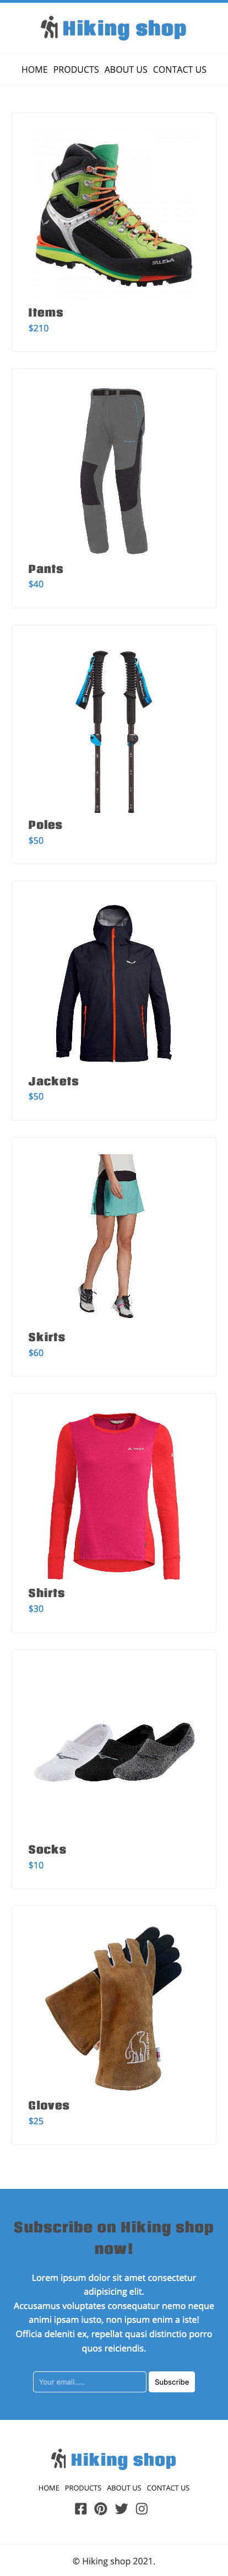 Hiking shop
HOME PRODUCTS ABOUT US CONTACT US
SALEWA
Items
$210
Pants
$40
Poles
$50
Jackets
$50
Skirts
$60
Shirts
$30
Socks
$10
Gloves
$25
Subscribe on Hiking shop
now!
Lorem ipsum dolor sit amet consectetur
adipisicing elit.
Accusamus voluptates consequatur totam neque
animi ipsam iusto, non ipsum enim a iste!
Officia deleniti ex, repellat quasi distinctio porro
quos reiciendis.
Your email..... Subscribe
Hiking shop
HOME PRODUCTS ABOUT US CONTACT US
© Hiking shop 2021.